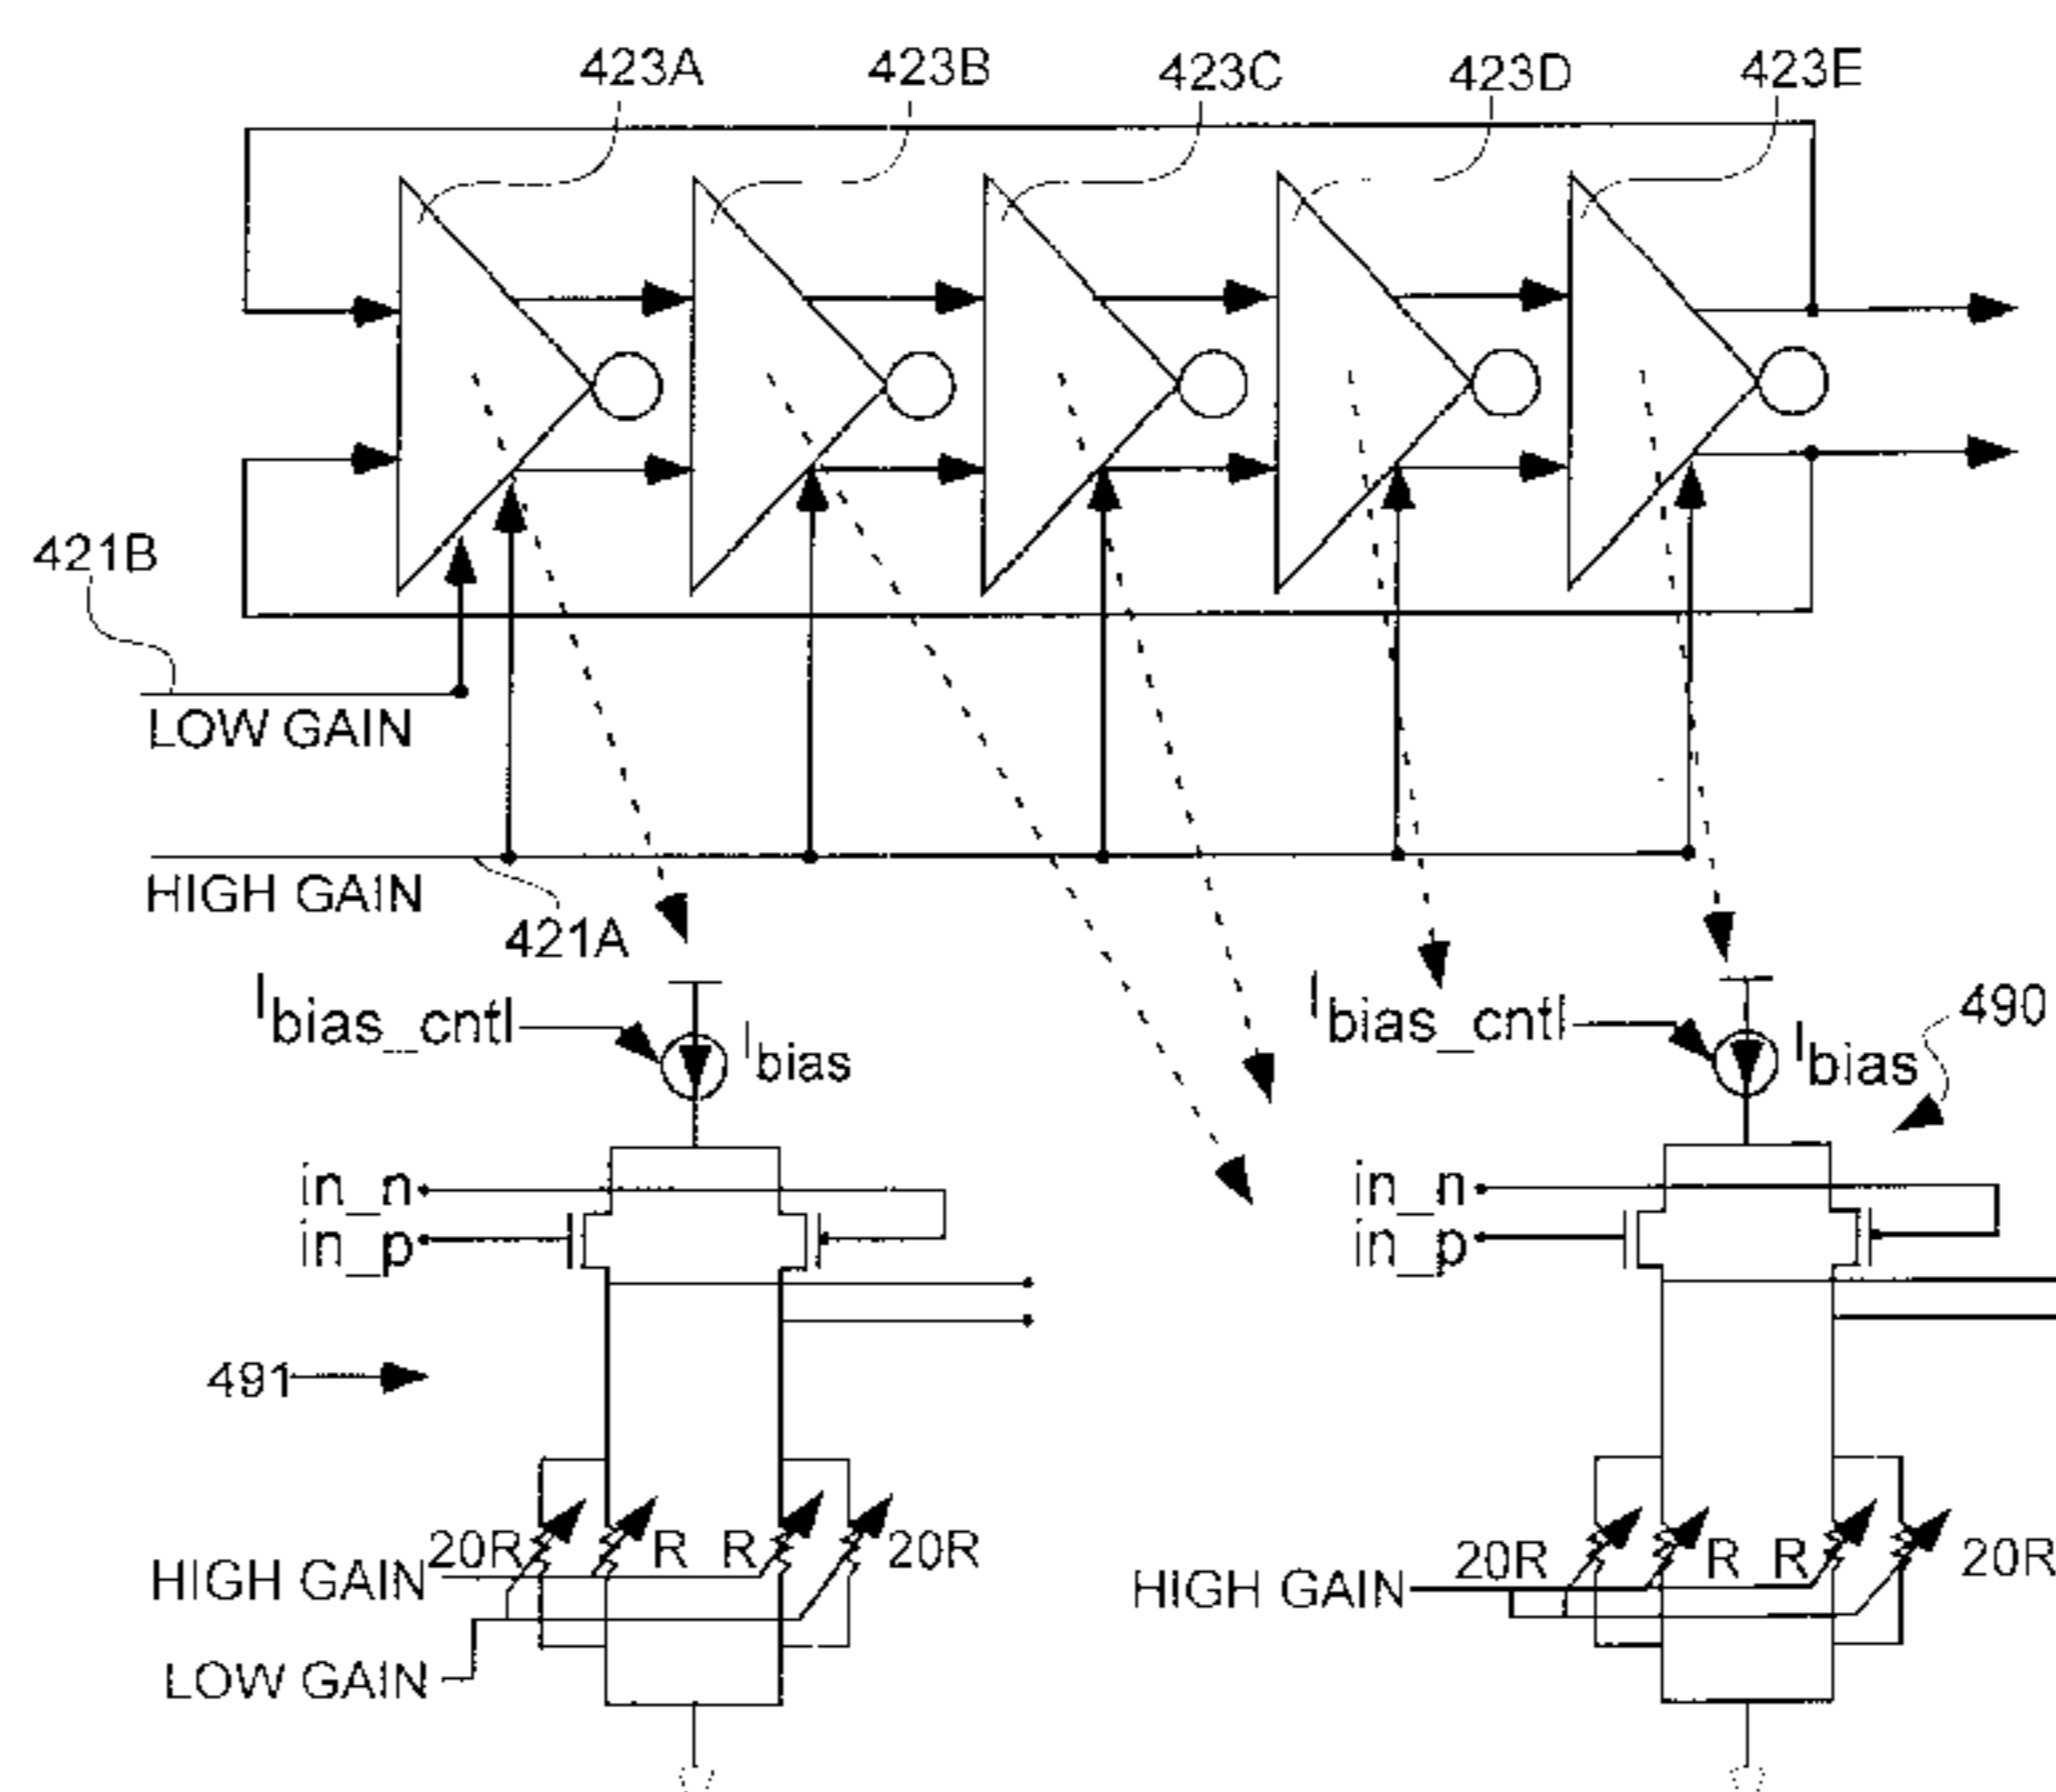 423A 423B 423C 423D 423E
421B
LOW GAIN
HIGH GAIN
421A
Ibias_cntl Ibias
Ibias_cntl Ibias
490
in_n
in_p
in_n
in_p
491
HIGH GAIN 20R R R 20R
LOW GAIN
HIGH GAIN 20R R R 20R